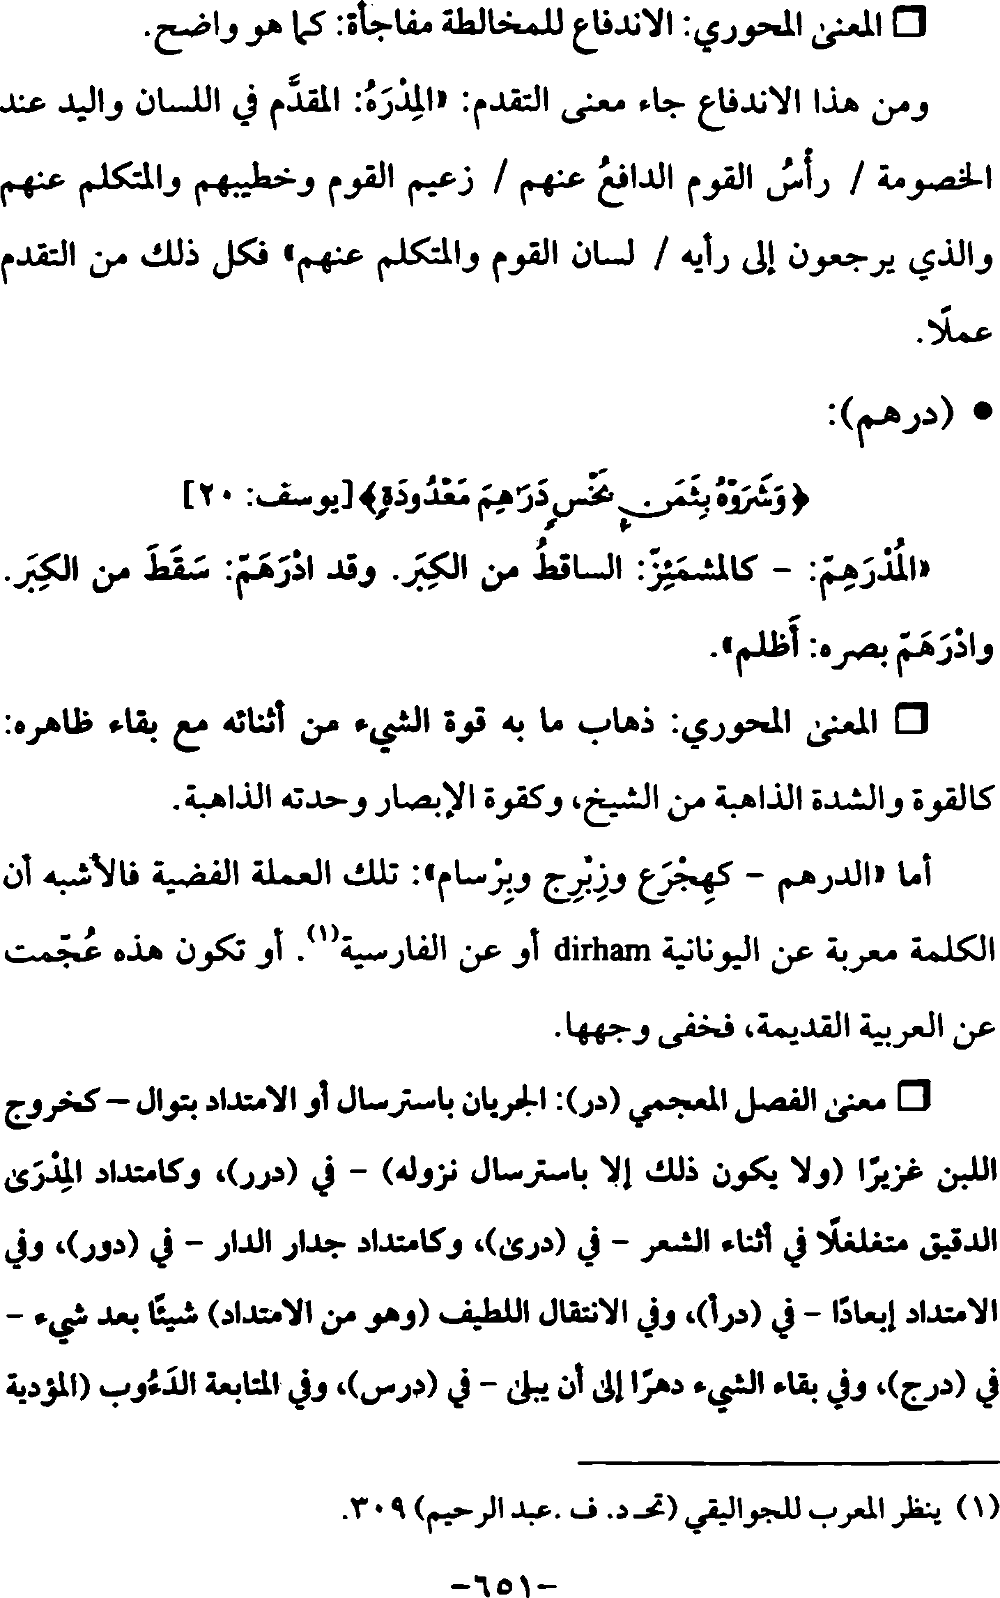 ❏ المعنىٰ المحوري: الاندفاع للمخالطة مفاجأة: كما هو واضح.
ومن هذا الاندفاع جاء معنى التقدم: «المِدْرَهُ: المقدَّم في اللسان واليد عند
الخصومة / رأْسُ القوم الدافعُ عنهم / زعيم القوم وخطيبهم والمتكلم عنهم
والذي يرجعون إلى رأيه / لسان القوم والمتكلم عنهم» فكل ذلك من التقدم
عملًا.
• (درهم):
﴿وَشَرَوْهُ بِثَمَنٍۭ بَخْسٍ دَرَٰهِمَ مَعْدُودَةٍ﴾ [يوسف: ٢٠]
«المُدْرَهِمّ: - كالمشمَئِزّ: الساقطُ من الكِبَر. وقد ادْرَهَمّ: سَقَطَ من الكِبَر.
وادْرَهَمّ بصره: أَظلم».
❏ المعنىٰ المحوري: ذهاب ما به قوة الشيء من أثنائه مع بقاء ظاهره:
كالقوة والشدة الذاهبة من الشيخ، وكقوة الإبصار وحدته الذاهبة.
أما «الدرهم - كهِجْرَع وزِبْرِج وبِرْسام»: تلك العملة الفضية فالأشبه أن
الكلمة معربة عن اليونانية dirham أو عن الفارسية(١). أو تكون هذه عُجّمت
عن العربية القديمة، فخفى وجهها.
❏ معنىٰ الفصل المعجمي (در): الجريان باسترسال أو الامتداد بتوال – كخروج
اللبن غزيرًا (ولا يكون ذلك إلا باسترسال نزوله) - في (درر)، وكامتداد المِدْرَىٰ
الدقيق متغلغلًا في أثناء الشعر - في (درىٰ)، وكامتداد جدار الدار - في (دور)، وفي
الامتداد إبعادًا - في (درأ)، وفي الانتقال اللطيف (وهو من الامتداد) شيئًا بعد شيء -
في (درج)، وفي بقاء الشيء دهرًا إلىٰ أن يبلىٰ - في (درس)، وفي المتابعة الدَءُوب (المؤدية
(١) ينظر المعرب للجواليقي (تحـ د. ف .عبد الرحيم) ٣٠٩.
-٦٥١-